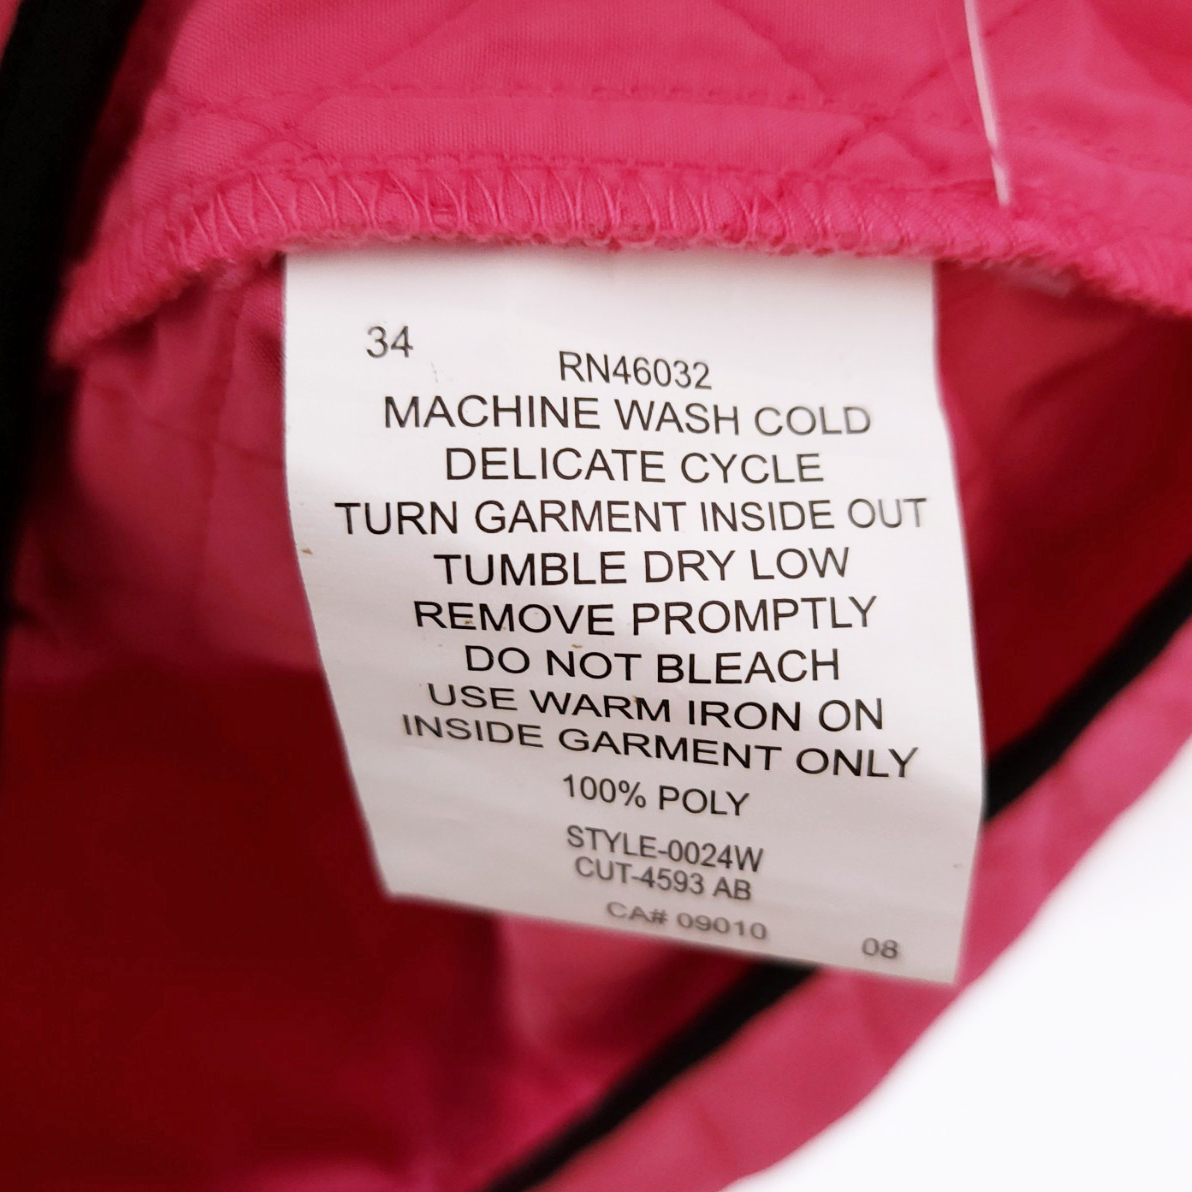 34
RN46032
MACHINE WASH COLD
DELICATE CYCLE
TURN GARMENT INSIDE OUT
TUMBLE DRY LOW
REMOVE PROMPTLY
DO NOT BLEACH
USE WARM IRON ON
INSIDE GARMENT ONLY
100% POLY
STYLE-0024W
CUT-4593 AB
CA# 09010
08